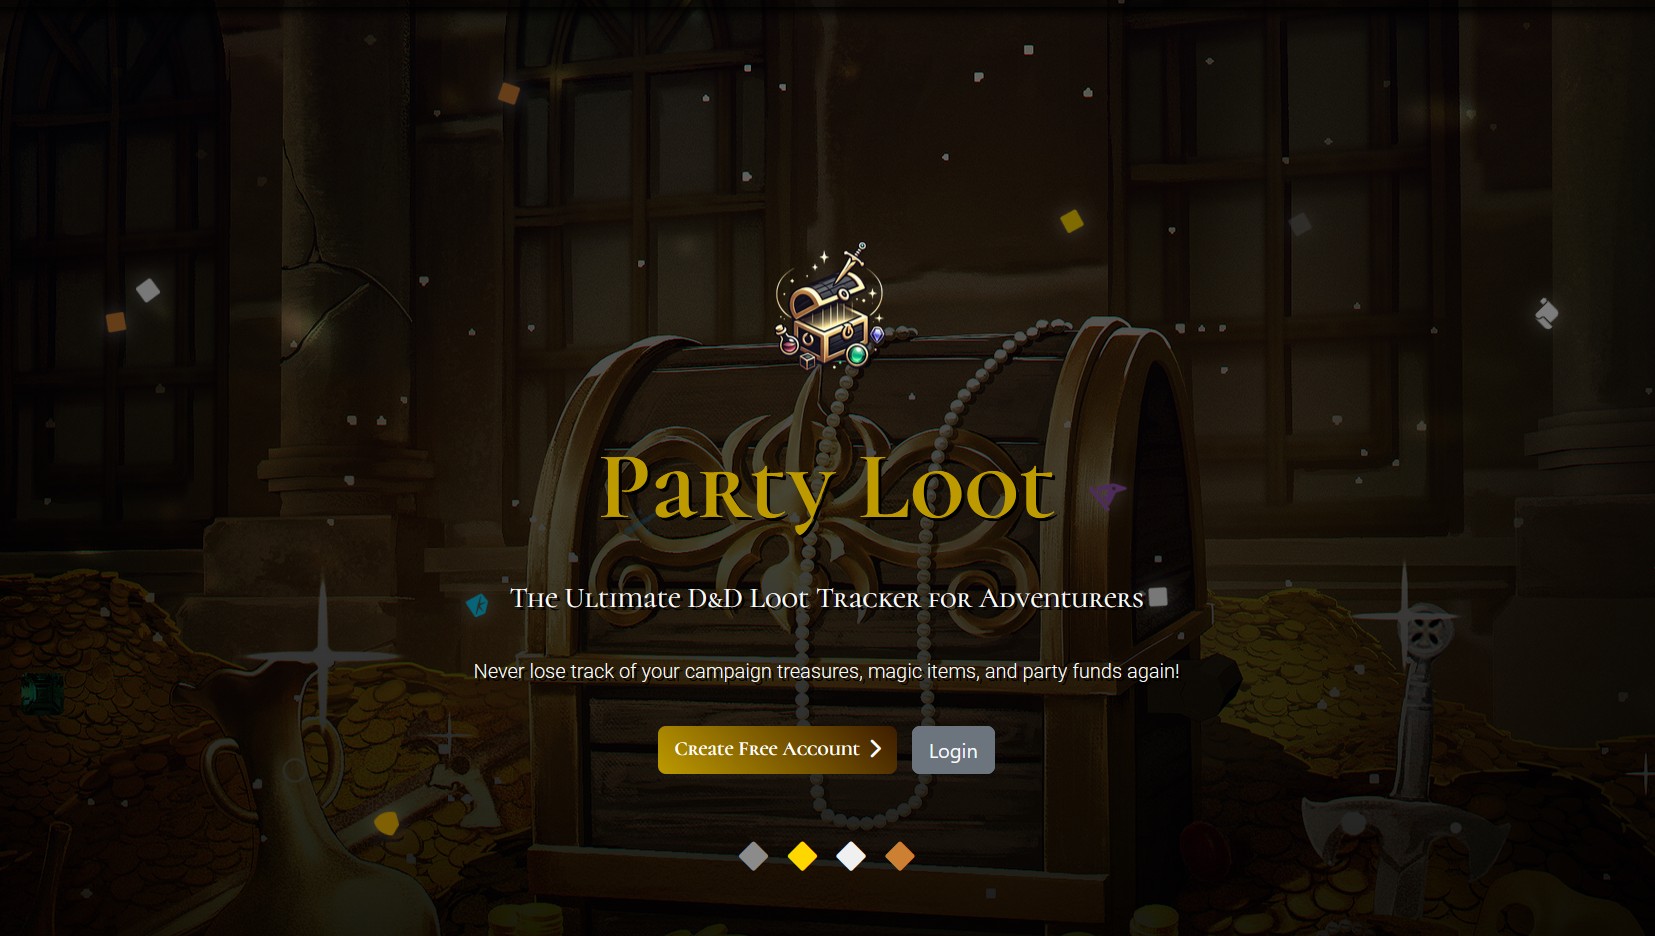 Party Loot
The Ultimate D&D Loot Tracker for Adventurers
Never lose track of your campaign treasures, magic items, and party funds again!
Create Free Account
Login